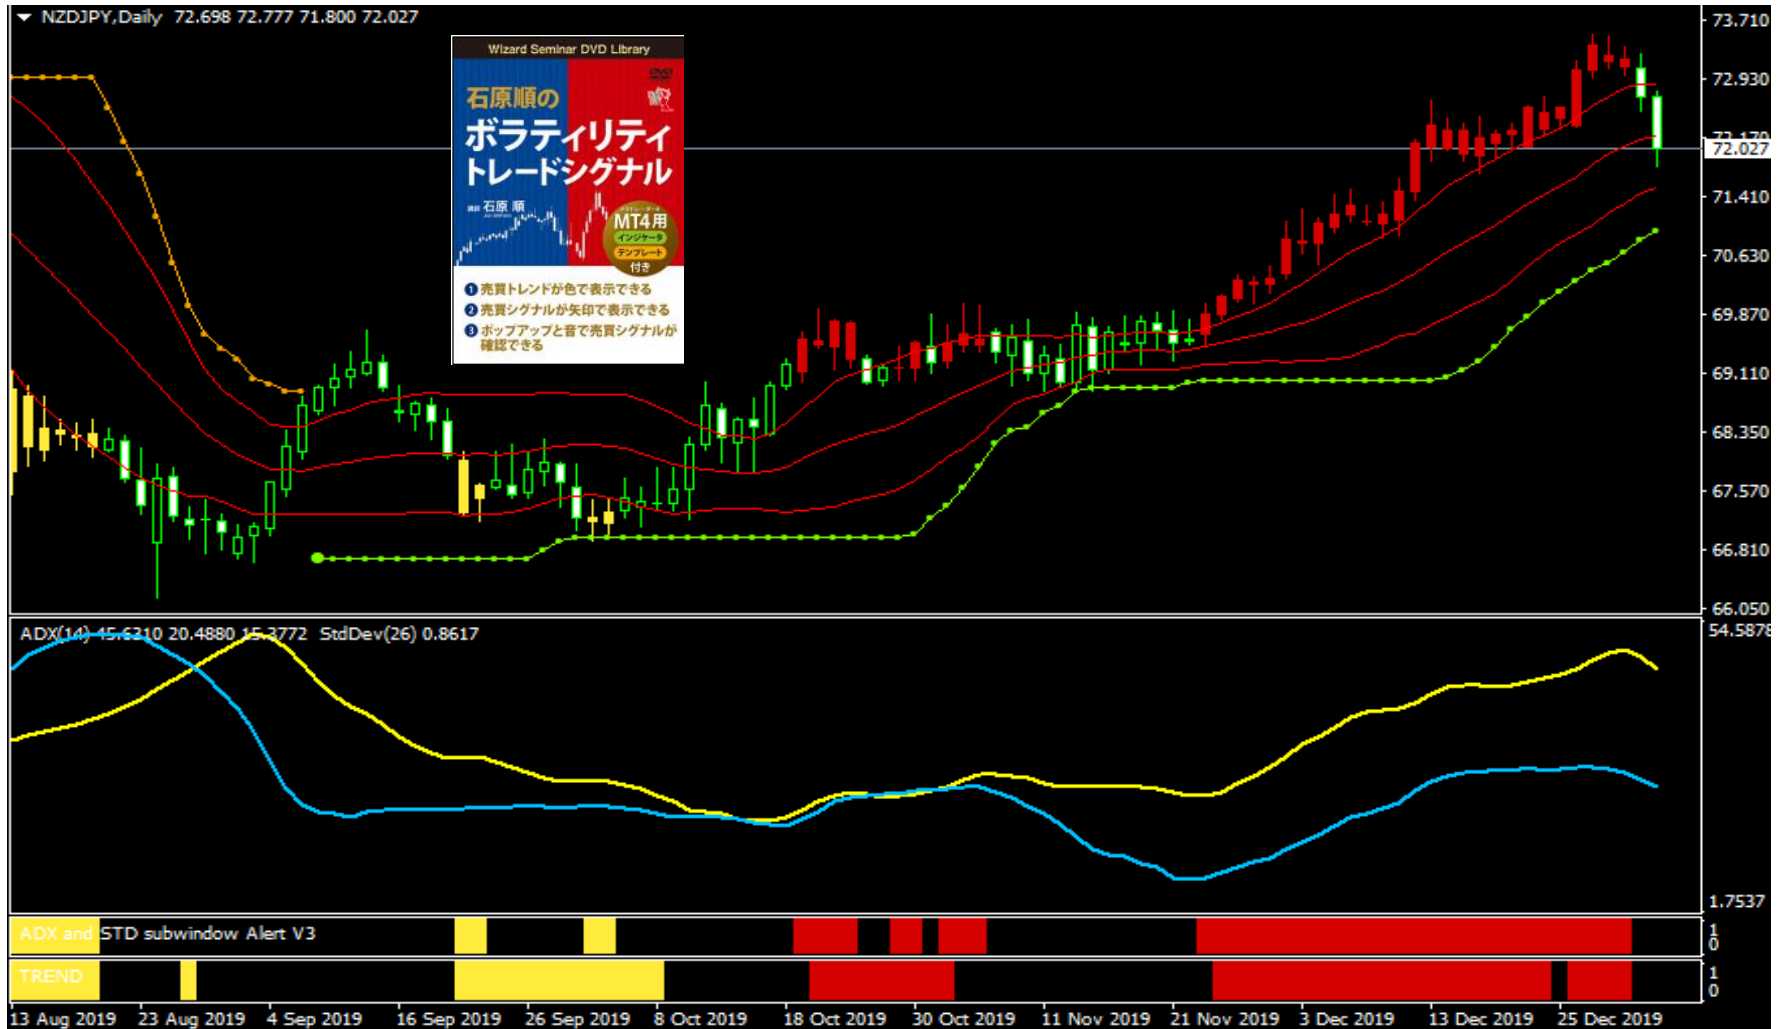 NZDJPY,Daily 72.698 72.777 71.800 72.027
Wizard Seminar DVD Library
DVD
石原順の
ボラティリティ
トレードシグナル
石原 順
MT4用
インジケータ
テンプレート
付き
❶売買トレンドが色で表示できる
❷売買シグナルが矢印で表示できる
❸ポップアップと音で売買シグナルが
確認できる
73.710
72.930
72.170
72.027
71.410
70.630
69.870
69.110
68.350
67.570
66.810
66.050
ADX(14) 45.6310 20.4880 15.3772 StdDev(26) 0.8617
54.5878
1.7537
ADX and STD subwindow Alert V3
1
0
TREND
1
0
13 Aug 2019 23 Aug 2019 4 Sep 2019 16 Sep 2019 26 Sep 2019 8 Oct 2019 18 Oct 2019 30 Oct 2019 11 Nov 2019 21 Nov 2019 3 Dec 2019 13 Dec 2019 25 Dec 2019